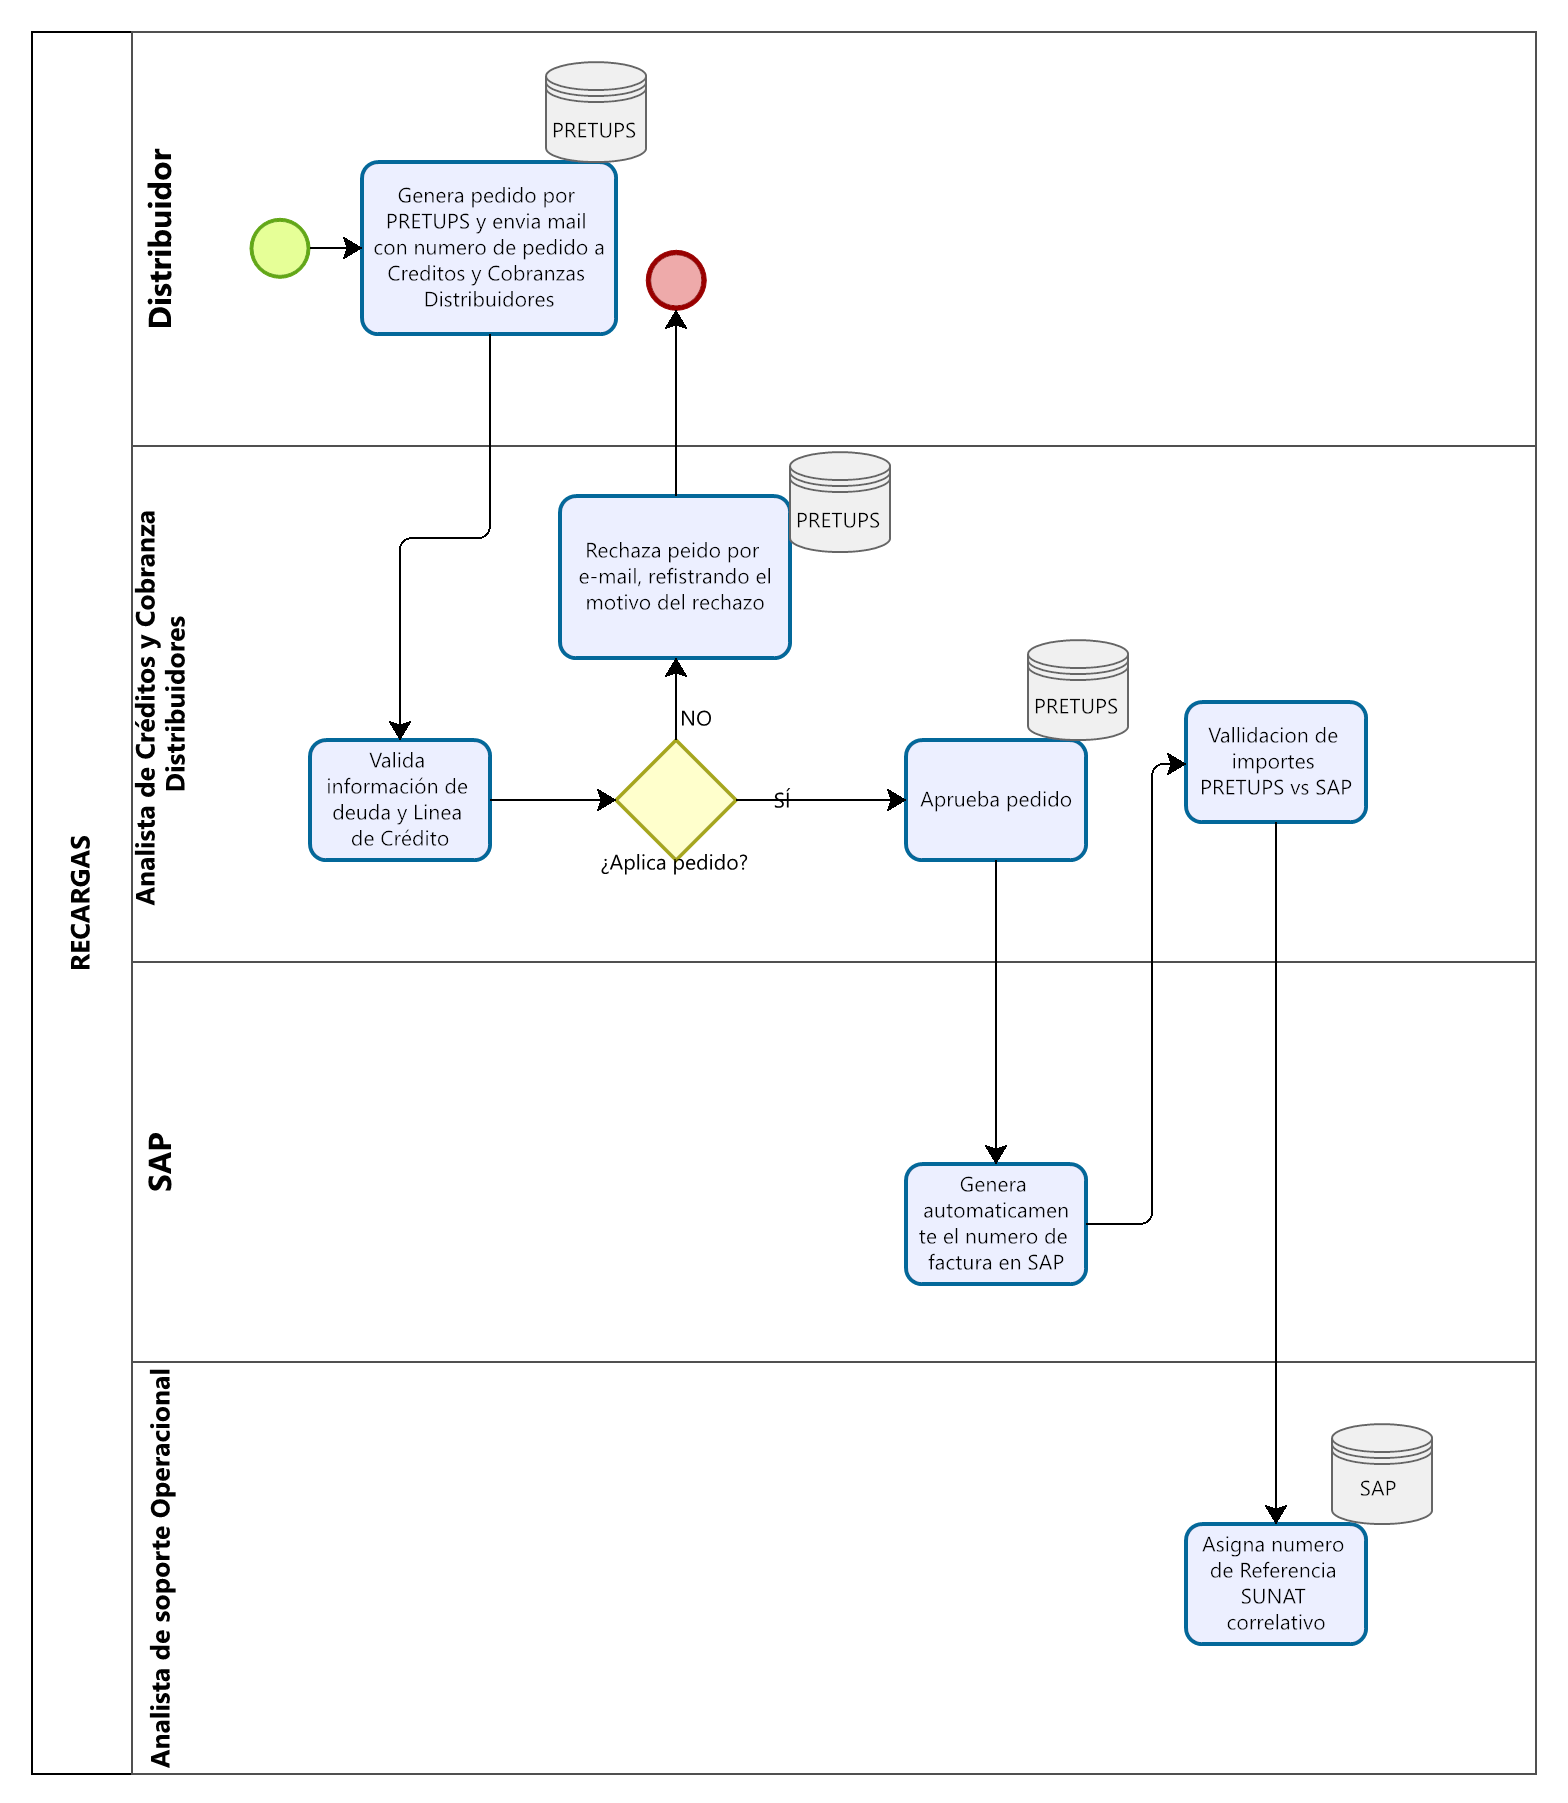 RECARGAS
Distribuidor
PRETUPS
Genera pedido por
PRETUPS y envia mail
con numero de pedido a
Creditos y Cobranzas
Distribuidores
Analista de Créditos y Cobranza
Distribuidores
PRETUPS
Rechaza peido por
e-mail, refistrando el
motivo del rechazo
PRETUPS
NO
Valida
información de
deuda y Linea
de Crédito
¿Aplica pedido?
SÍ
Aprueba pedido
Vallidacion de
importes
PRETUPS vs SAP
SAP
Genera
automaticamen
te el numero de
factura en SAP
Analista de soporte Operacional
SAP
Asigna numero
de Referencia
SUNAT
correlativo